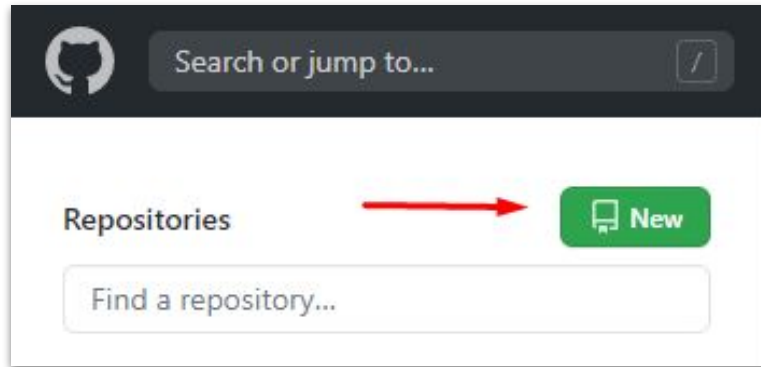 Search or jump to... /
Repositories
New
Find a repository...